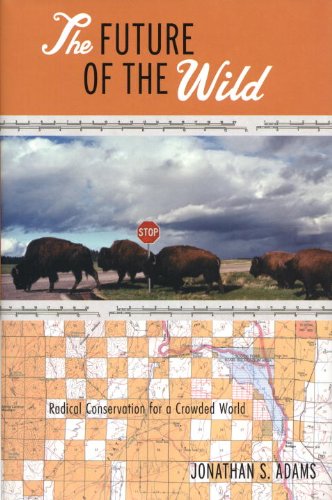 The FUTURE
OF THE Wild
STOP
Radical Conservation for a Crowded World
JONATHAN S. ADAMS